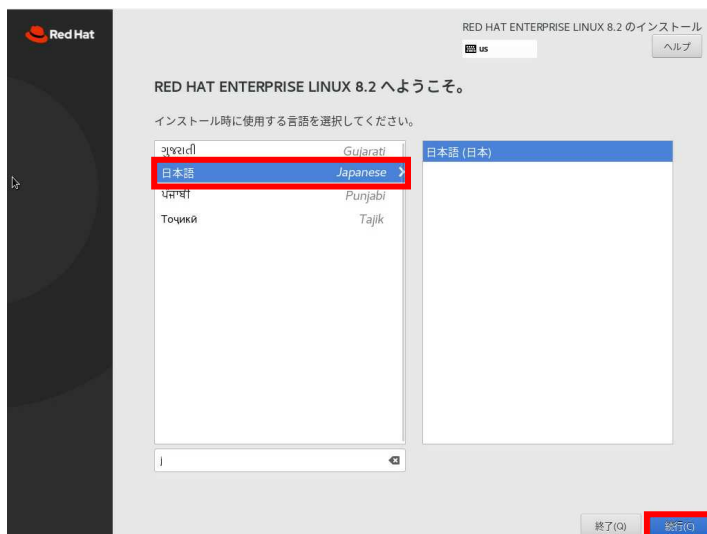 Red Hat
RED HAT ENTERPRISE LINUX 8.2 のインストール
us
ヘルプ
RED HAT ENTERPRISE LINUX 8.2 へようこそ。
インストール時に使用する言語を選択してください。
ગુજરાતી Gujarati
日本語 Japanese
ਪੰਜਾਬੀ Punjabi
Тоҷикӣ Tajik
日本語 (日本)
j
終了(Q)
続行(C)